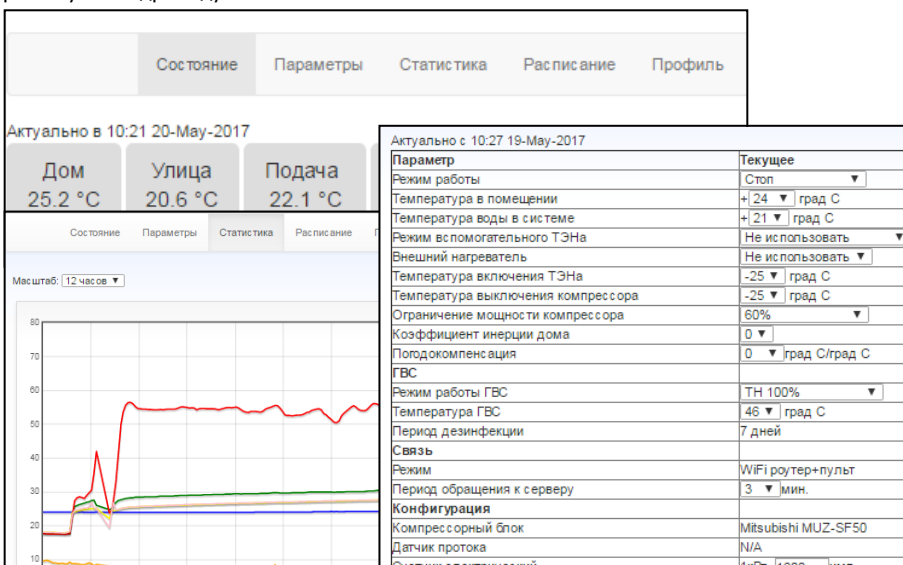 Состояние Параметры Статистика Расписание Профиль
Актуально в 10:21 20-May-2017
Дом Улица Подача
25.2 °C 20.6 °C 22.1 °C
Состояние Параметры Статистика Расписание
Масштаб: 12 часов ▼
80
70
60
50
40
30
20
10
Актуально с 10:27 19-May-2017
Параметр Текущее
Режим работы Стоп ▼
Температура в помещении + 24 ▼ град С
Температура воды в системе + 21 ▼ град С
Режим вспомогательного ТЭНа Не использовать ▼
Внешний нагреватель Не использовать ▼
Температура включения ТЭНа -25 ▼ град С
Температура выключения компрессора -25 ▼ град С
Ограничение мощности компрессора 60% ▼
Коэффициент инерции дома 0 ▼
Погодокомпенсация 0 ▼ град С/град С
ГВС
Режим работы ГВС ТН 100% ▼
Температура ГВС 46 ▼ град С
Период дезинфекции 7 дней
Связь
Режим WiFi роутер+пульт
Период обращения к серверу 3 ▼ мин.
Конфигурация
Компрессорный блок Mitsubishi MUZ-SF50
Датчик протока N/A